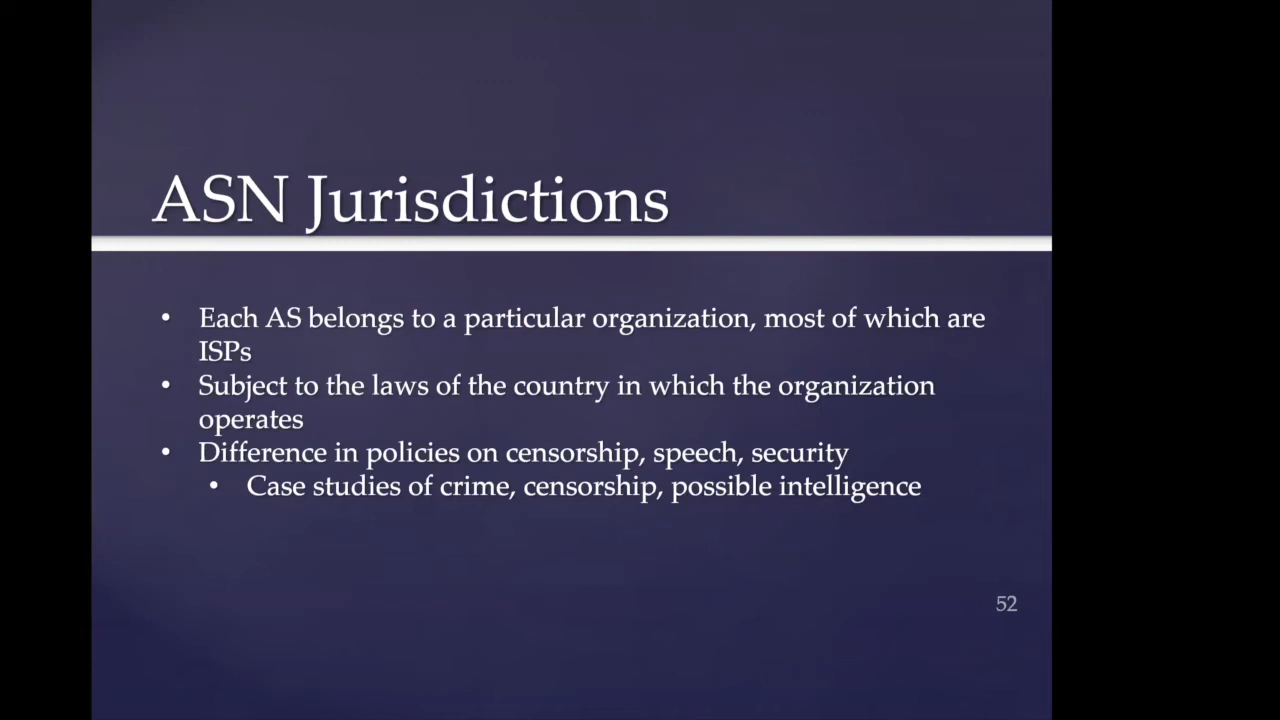 ASN Jurisdictions
• Each AS belongs to a particular organization, most of which are
ISPs
• Subject to the laws of the country in which the organization
operates
• Difference in policies on censorship, speech, security
• Case studies of crime, censorship, possible intelligence
52